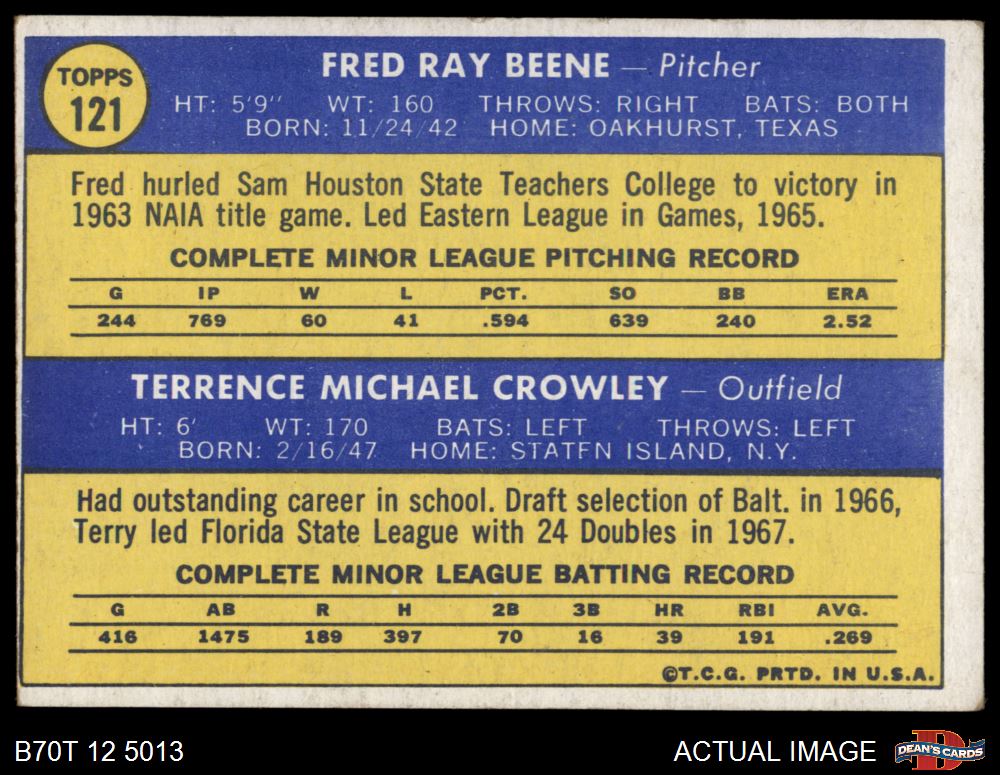 TOPPS
121
FRED RAY BEENE — Pitcher
HT: 5'9" WT: 160 THROWS: RIGHT BATS: BOTH
BORN: 11/24/42 HOME: OAKHURST, TEXAS
Fred hurled Sam Houston State Teachers College to victory in
1963 NAIA title game. Led Eastern League in Games, 1965.
COMPLETE MINOR LEAGUE PITCHING RECORD
G IP W L PCT. SO BB ERA
244 769 60 41 .594 639 240 2.52
TERRENCE MICHAEL CROWLEY — Outfield
HT: 6' WT: 170 BATS: LEFT THROWS: LEFT
BORN: 2/16/47 HOME: STATEN ISLAND, N.Y.
Had outstanding career in school. Draft selection of Balt. in 1966,
Terry led Florida State League with 24 Doubles in 1967.
COMPLETE MINOR LEAGUE BATTING RECORD
G AB R H 2B 3B HR RBI AVG.
416 1475 189 397 70 16 39 191 .269
©T.C.G. PRTD. IN U.S.A.
B70T 12 5013
ACTUAL IMAGE
D
DEAN'S CARDS